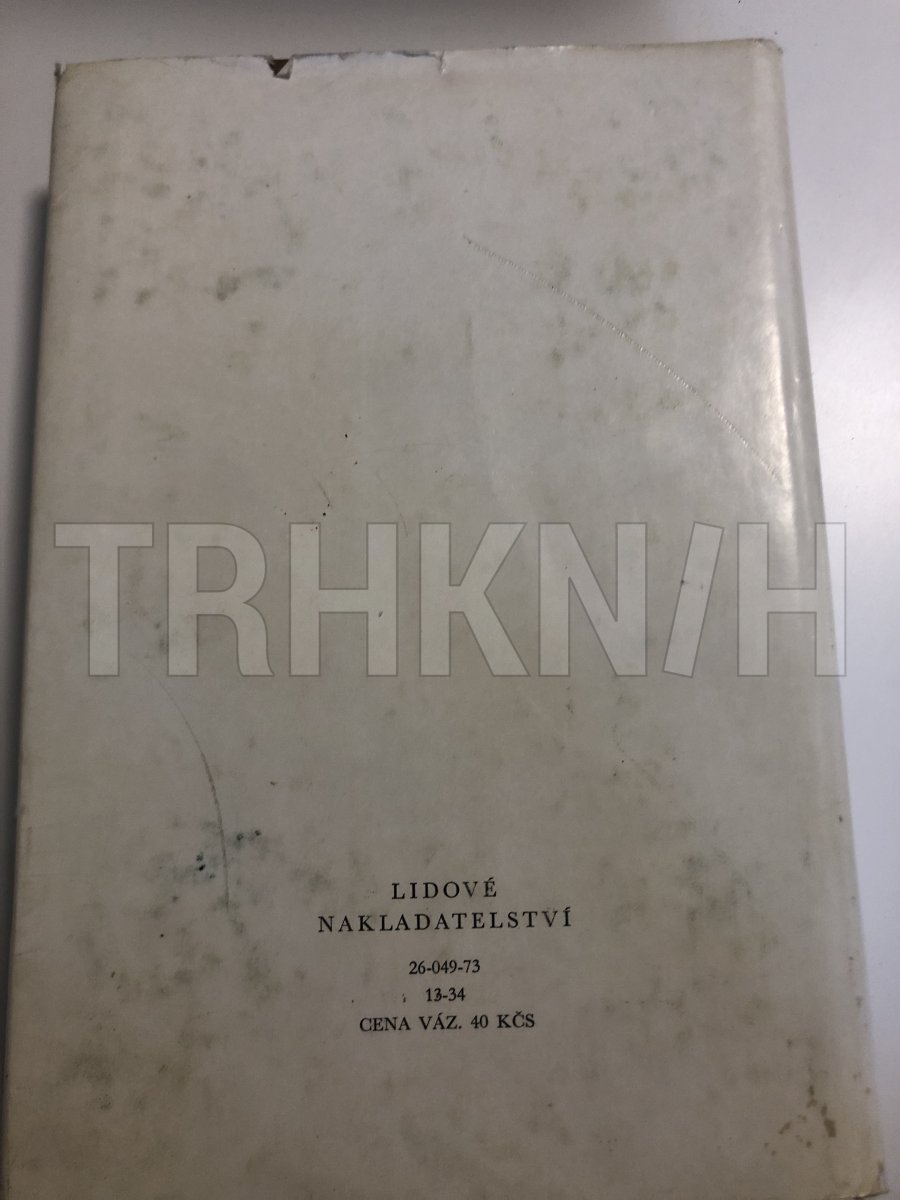 TRHKNIH
LIDOVÉ
NAKLADATELSTVÍ
26-049-73
13-34
CENA VÁZ. 40 KČS